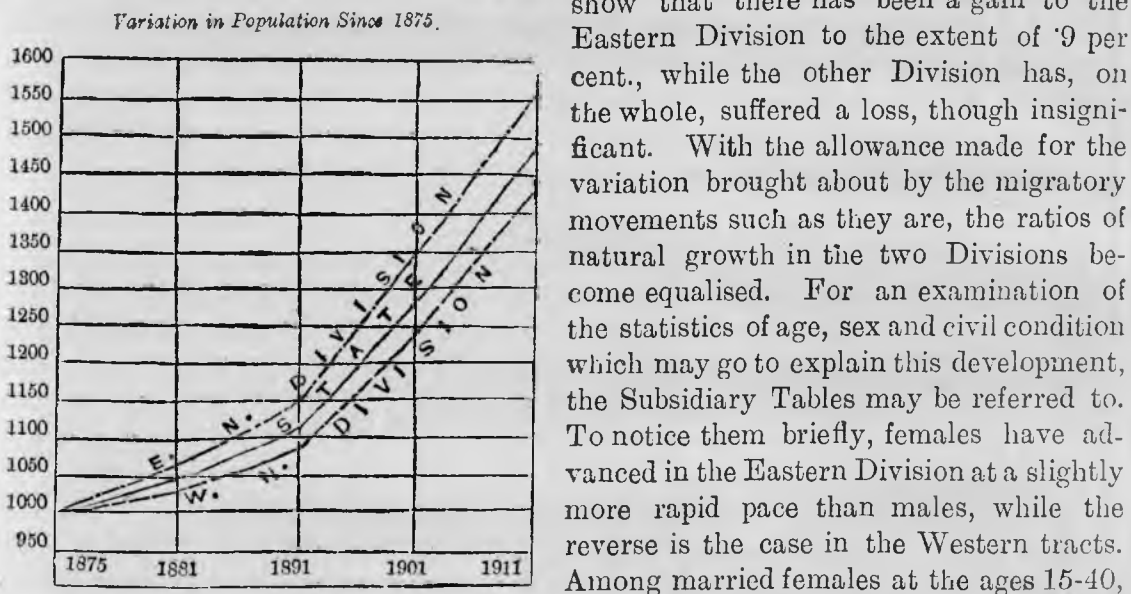 Variation in Population Since 1875.
1600
1550
1500
1450
1400
1350
1300
1250
1200
1150
1100
1050
1000
950
1875 1881 1891 1901 1911
E. N. DIVISION
STATE
W. N. DIVISION
show that there has been a gain to the
Eastern Division to the extent of ·9 per
cent., while the other Division has, on
the whole, suffered a loss, though insigni-
ficant. With the allowance made for the
variation brought about by the migratory
movements such as they are, the ratios of
natural growth in the two Divisions be-
come equalised. For an examination of
the statistics of age, sex and civil condition
which may go to explain this development,
the Subsidiary Tables may be referred to.
To notice them briefly, females have ad-
vanced in the Eastern Division at a slightly
more rapid pace than males, while the
reverse is the case in the Western tracts.
Among married females at the ages 15-40,